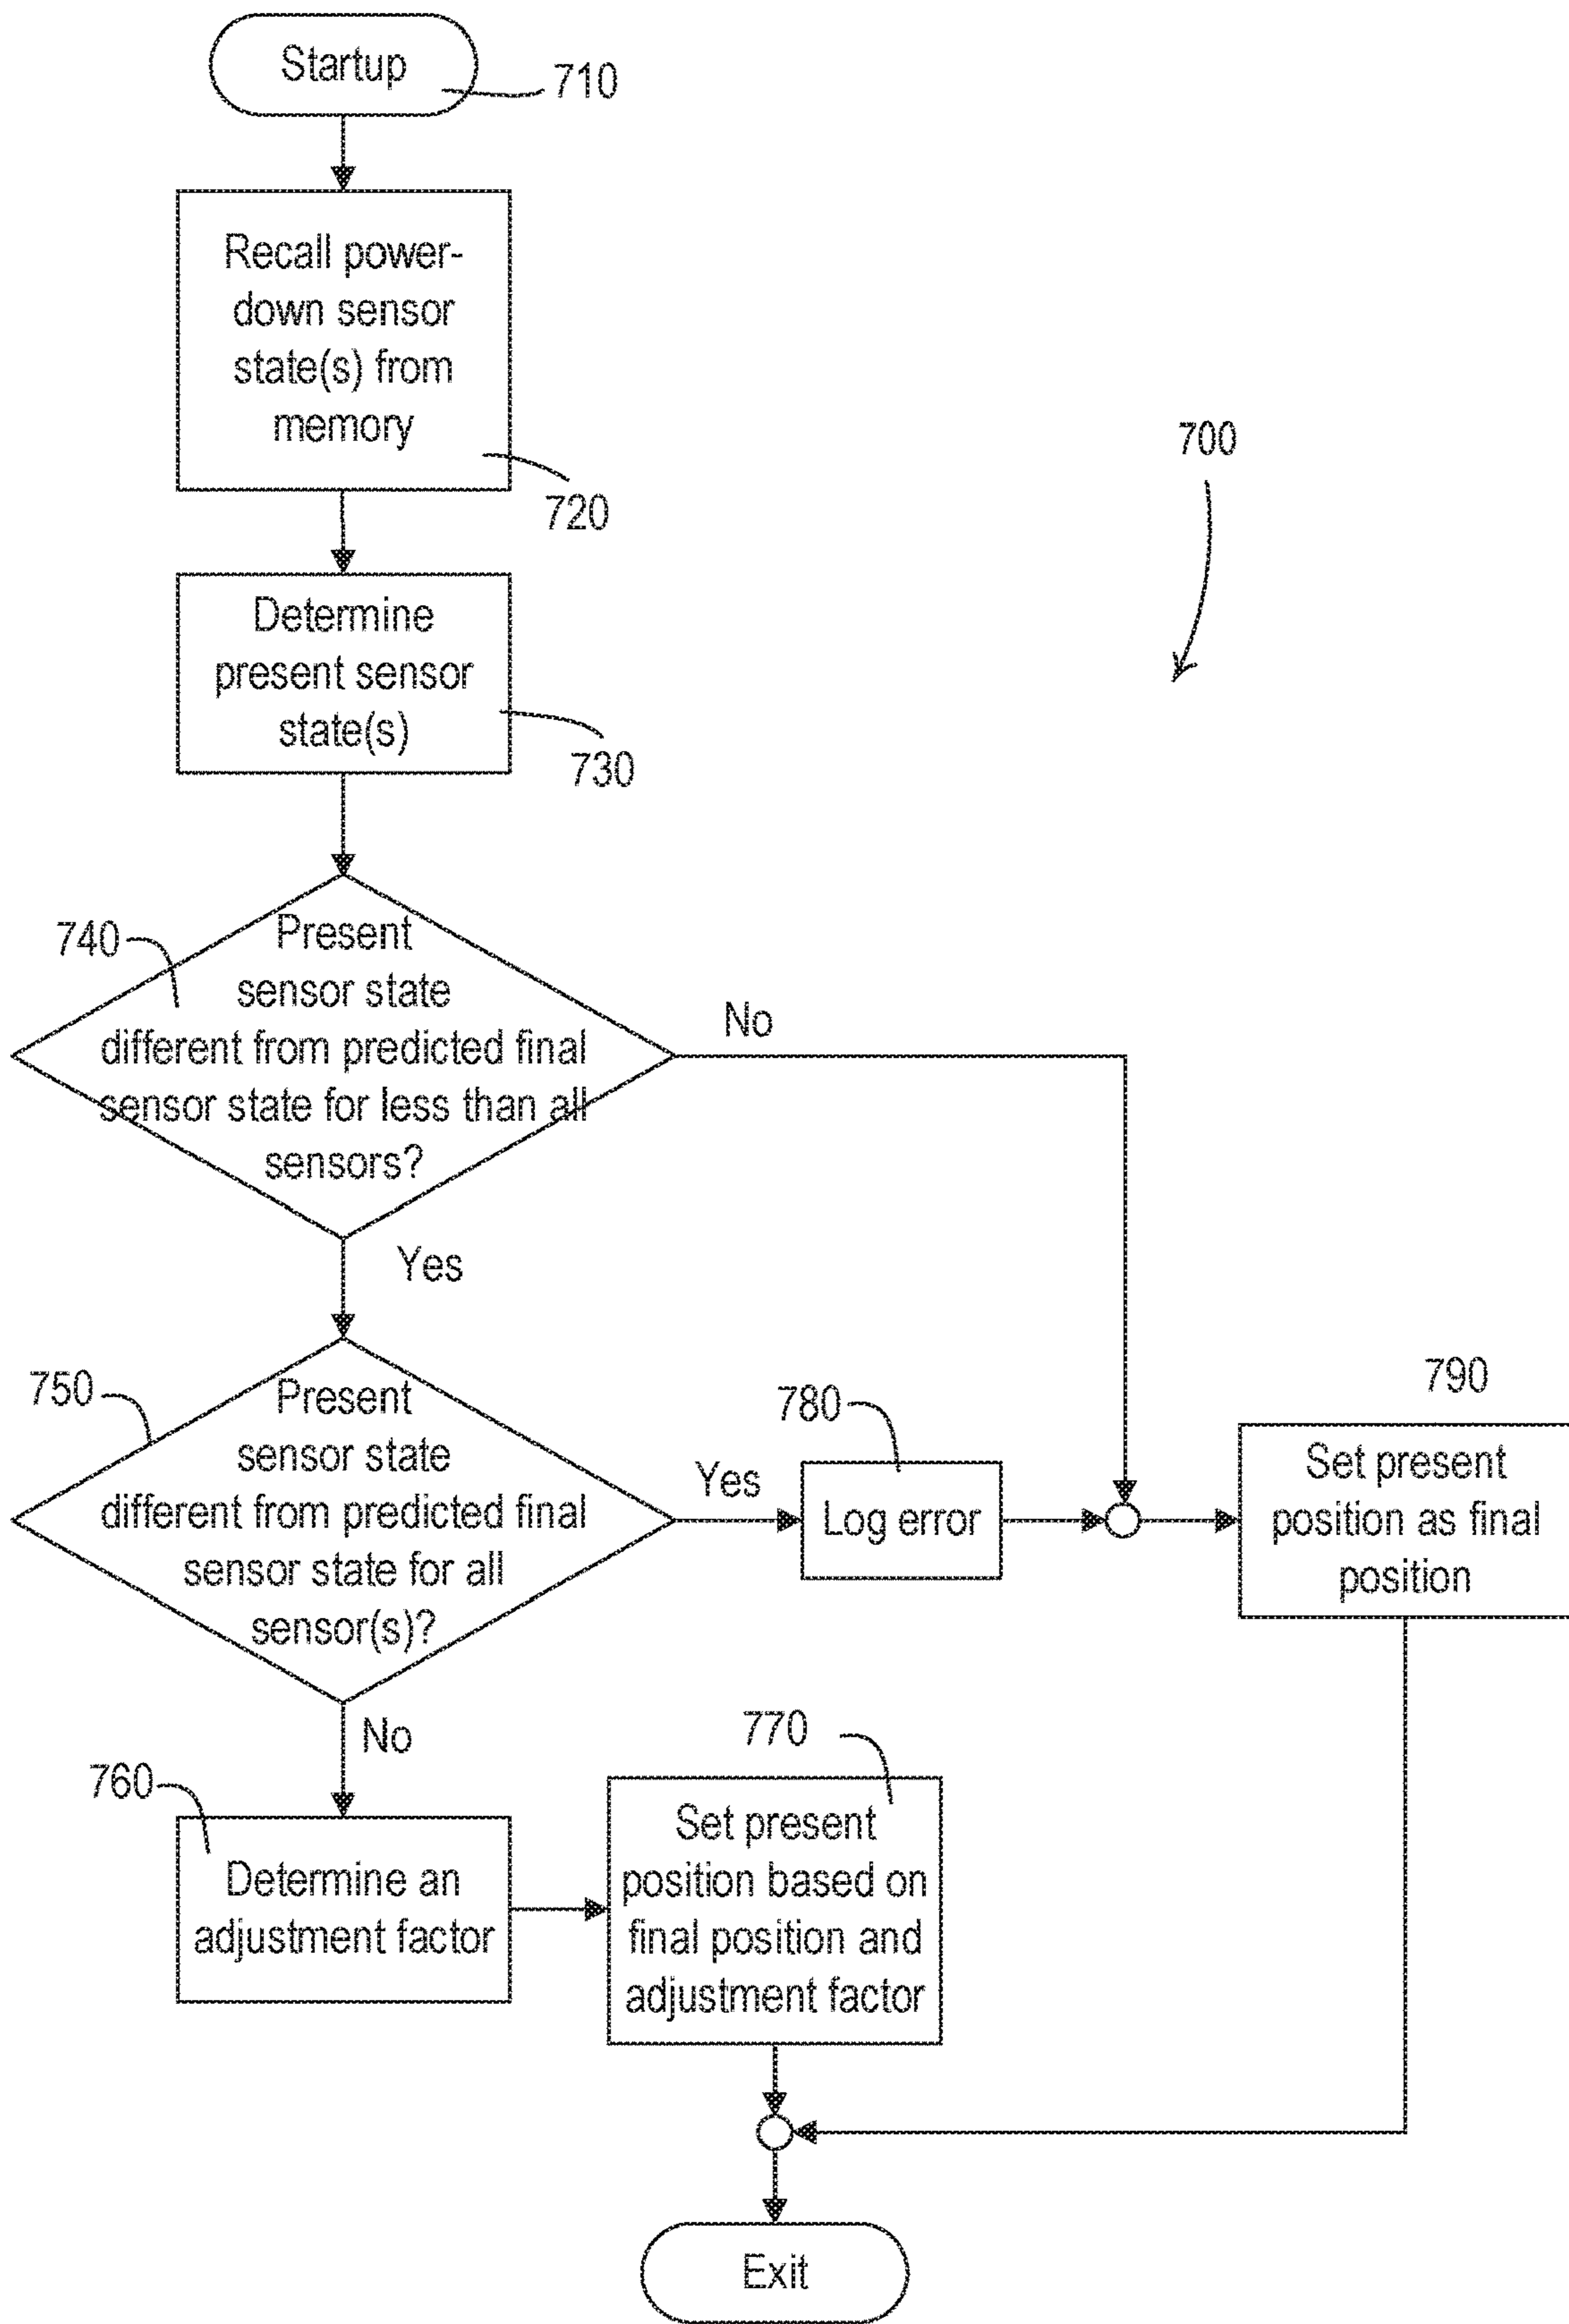 Startup
710
Recall power-
down sensor
state(s) from
memory
720
700
Determine
present sensor
state(s)
730
740
Present
sensor state
different from predicted final
sensor state for less than all
sensors?
No
Yes
750
Present
sensor state
different from predicted final
sensor state for all
sensor(s)?
Yes
780
Log error
790
Set present
position as final
position
No
760
Determine an
adjustment factor
770
Set present
position based on
final position and
adjustment factor
Exit